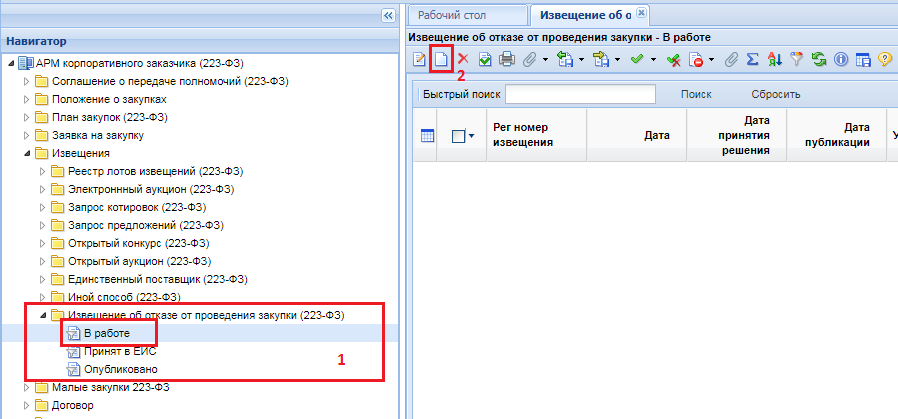 Рабочий стол
Извещение об о
Навигатор
Извещение об отказе от проведения закупки - В работе
АРМ корпоративного заказчика (223-ФЗ)
Соглашение о передаче полномочий (223-ФЗ)
Положение о закупках
План закупок (223-ФЗ)
Заявка на закупку
Извещения
Реестр лотов извещений (223-ФЗ)
Электроннный аукцион (223-ФЗ)
Запрос котировок (223-ФЗ)
Запрос предложений (223-ФЗ)
Открытый конкурс (223-ФЗ)
Открытый аукцион (223-ФЗ)
Единственный поставщик (223-ФЗ)
Иной способ (223-ФЗ)
Извещение об отказе от проведения закупки (223-ФЗ)
В работе
Принят в ЕИС
Опубликовано
1
Малые закупки 223-ФЗ
Договор
2
Быстрый поиск
Поиск
Сбросить
Рег номер
извещения
Дата
Дата
принятия
решения
Дата
публикации